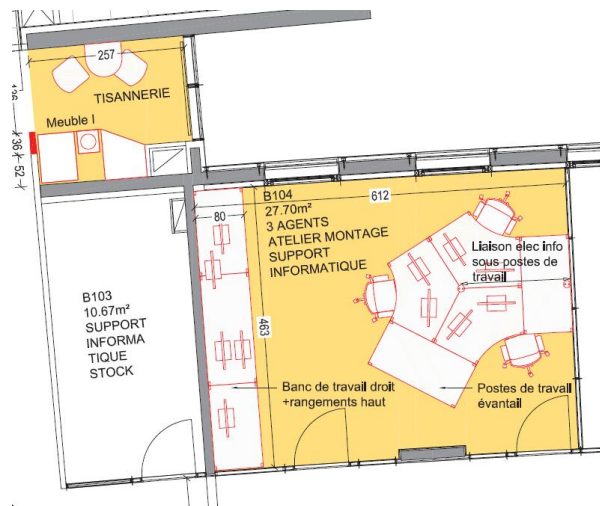 257
TISANNERIE
Meuble I
36
52
B104
27.70m²
3 AGENTS
ATELIER MONTAGE
SUPPORT
INFORMATIQUE
612
80
463
Liaison elec info
sous postes de
travail
B103
10.67m²
SUPPORT
INFORMA
TIQUE
STOCK
Banc de travail droit
+rangements haut
Postes de travail
évantail